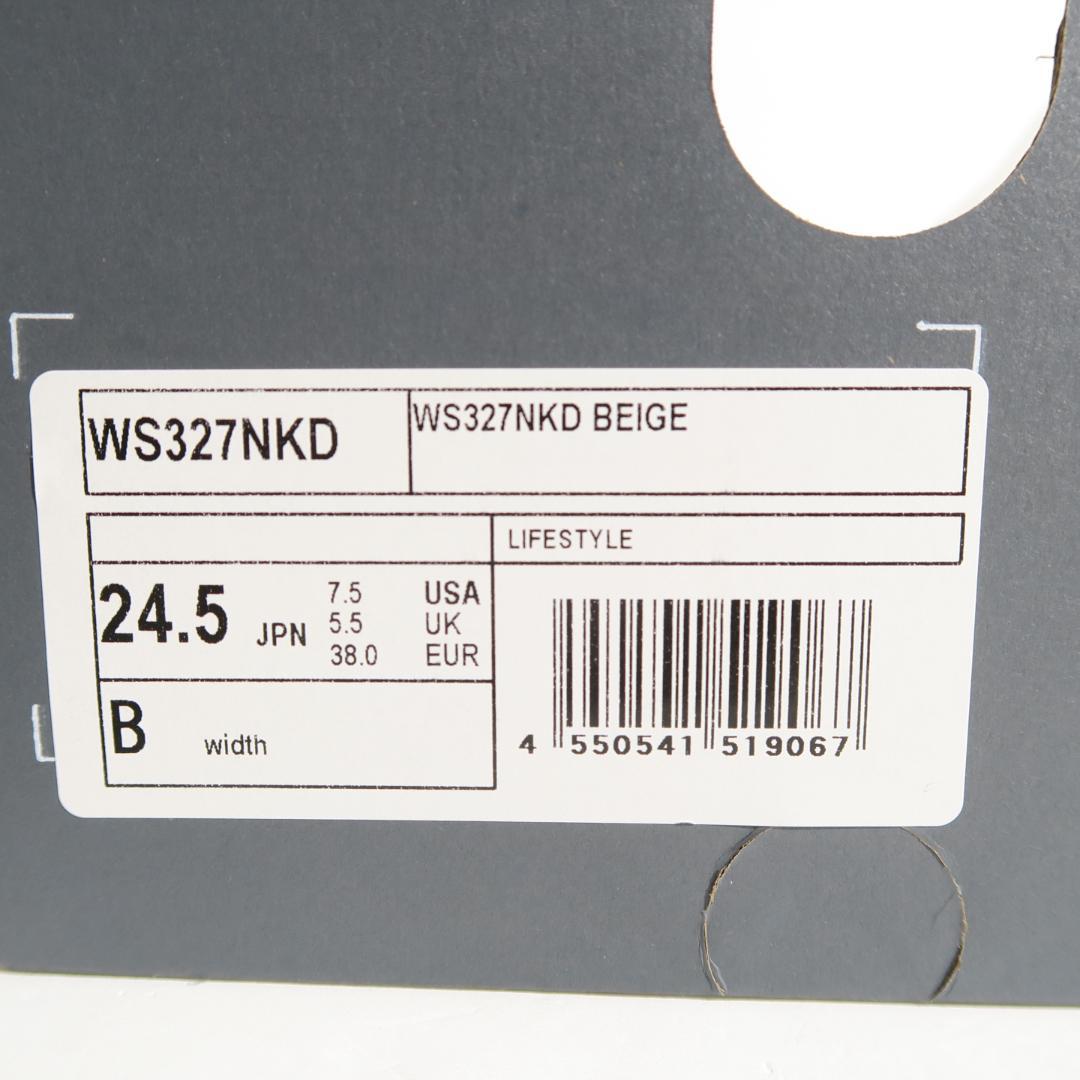 WS327NKD
WS327NKD BEIGE
LIFESTYLE
24.5 JPN
7.5 USA
5.5 UK
38.0 EUR
B width
4 550541 519067